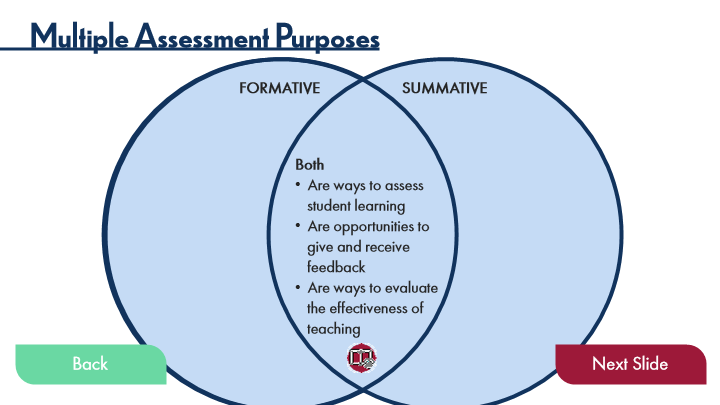 Multiple Assessment Purposes
FORMATIVE
SUMMATIVE
Both
• Are ways to assess
student learning
• Are opportunities to
give and receive
feedback
• Are ways to evaluate
the effectiveness of
teaching
Back
Next Slide